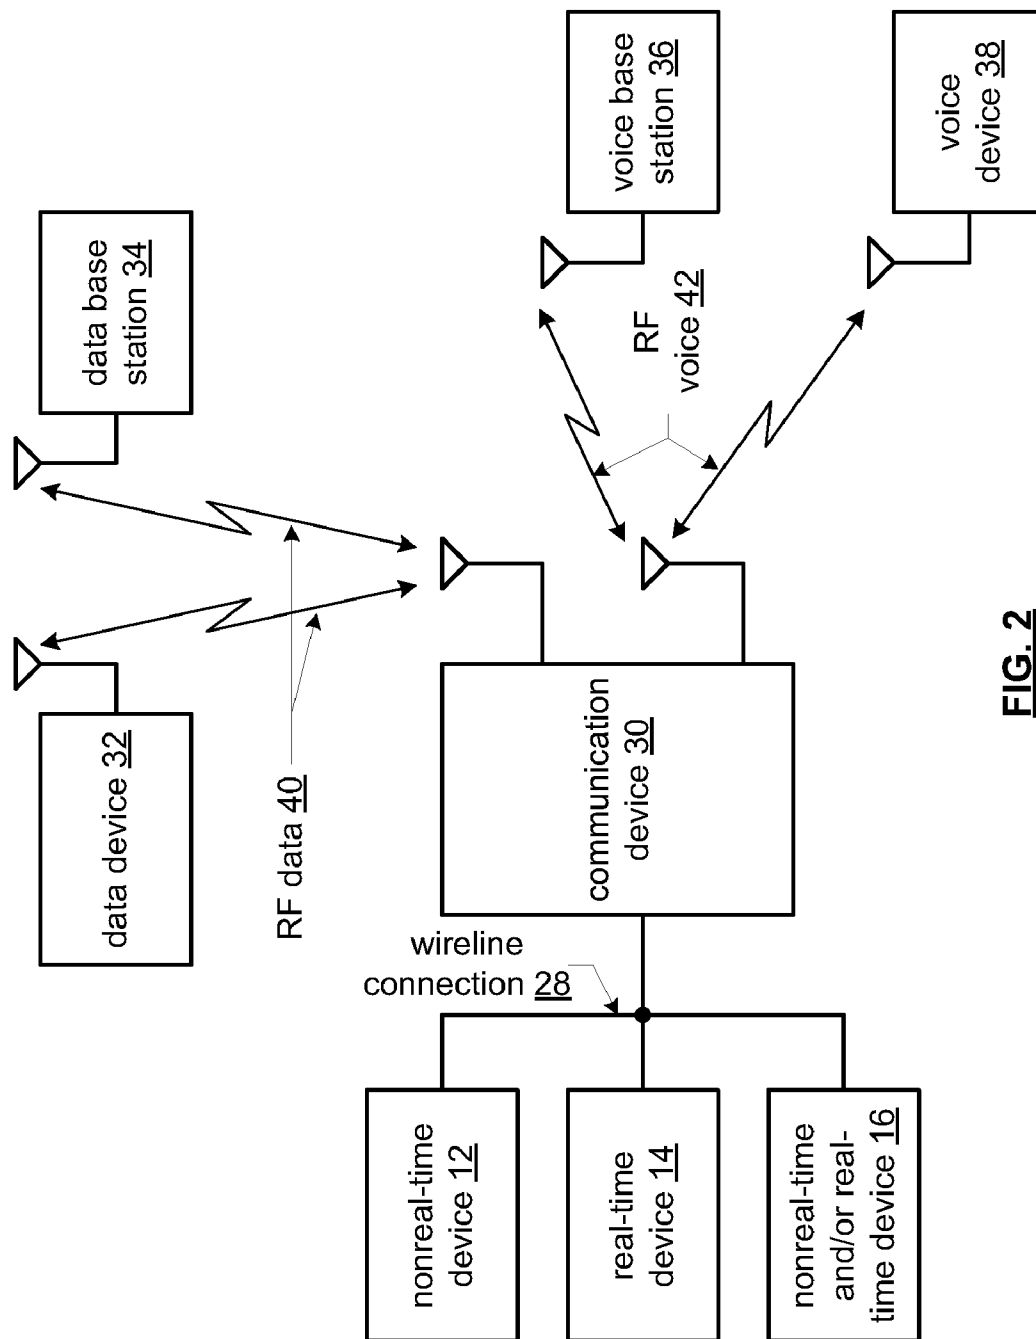 data device 32
data base
station 34
RF data 40
wireline
connection 28
communication
device 30
RF
voice 42
voice base
station 36
voice
device 38
nonreal-time
device 12
real-time
device 14
nonreal-time
and/or real-
time device 16
FIG. 2